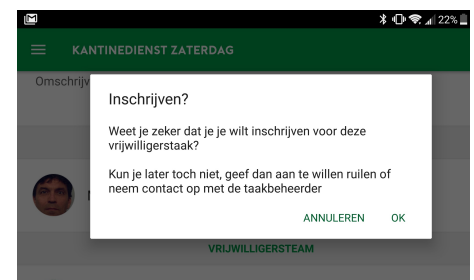 22%
KANTINEDIENST ZATERDAG
Omschrijv
Inschrijven?
Weet je zeker dat je je wilt inschrijven voor deze
vrijwilligerstaak?
Kun je later toch niet, geef dan aan te willen ruilen of
neem contact op met de taakbeheerder
ANNULEREN OK
VRIJWILLIGERSTEAM